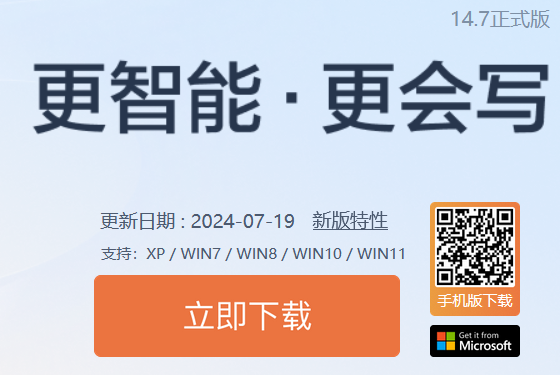 14.7正式版
更智能·更会写
更新日期：2024-07-19 新版特性
支持：XP / WIN7 / WIN8 / WIN10 / WIN11
立即下载
手机版下载
Get it from
Microsoft